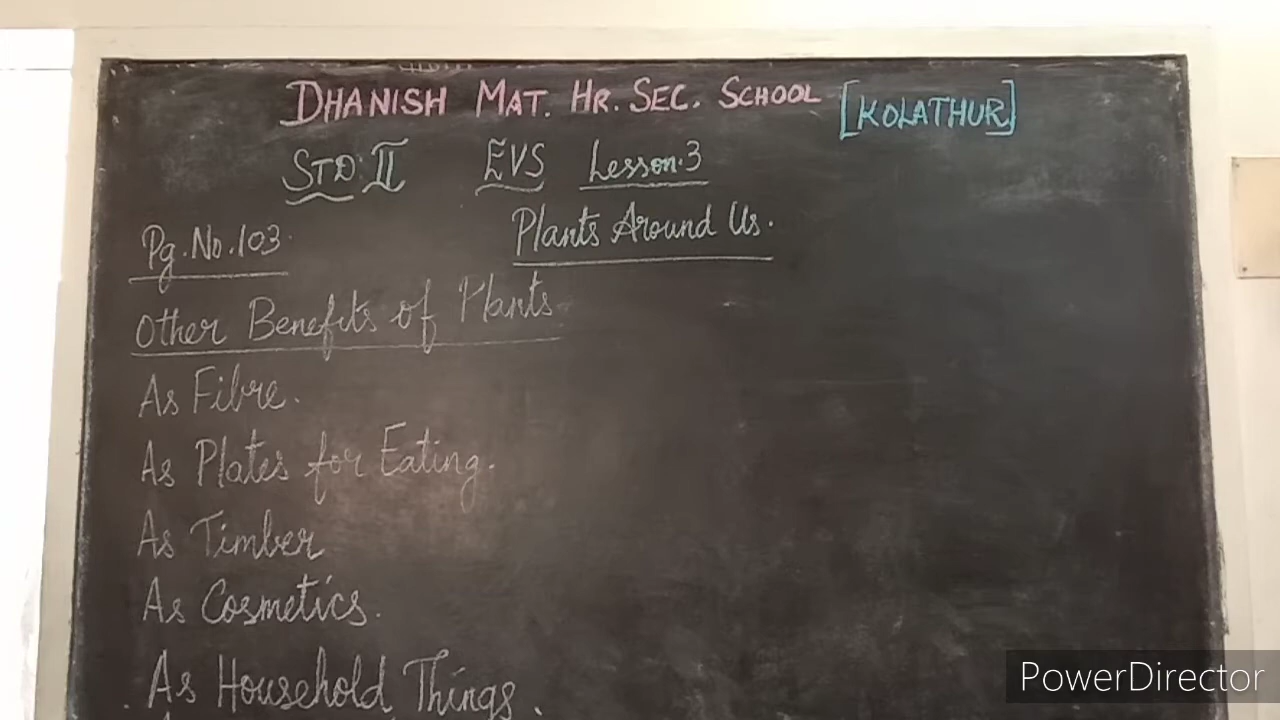 DHANISH MAT. HR. SEC. SCHOOL [KOLATHUR]
STD: II EVS Lesson.3
Pg.No.103 Plants Around Us.
Other Benefits of Plants
As Fibre.
As Plates for Eating.
As Timber
As Cosmetics.
As Household Things.
PowerDirector